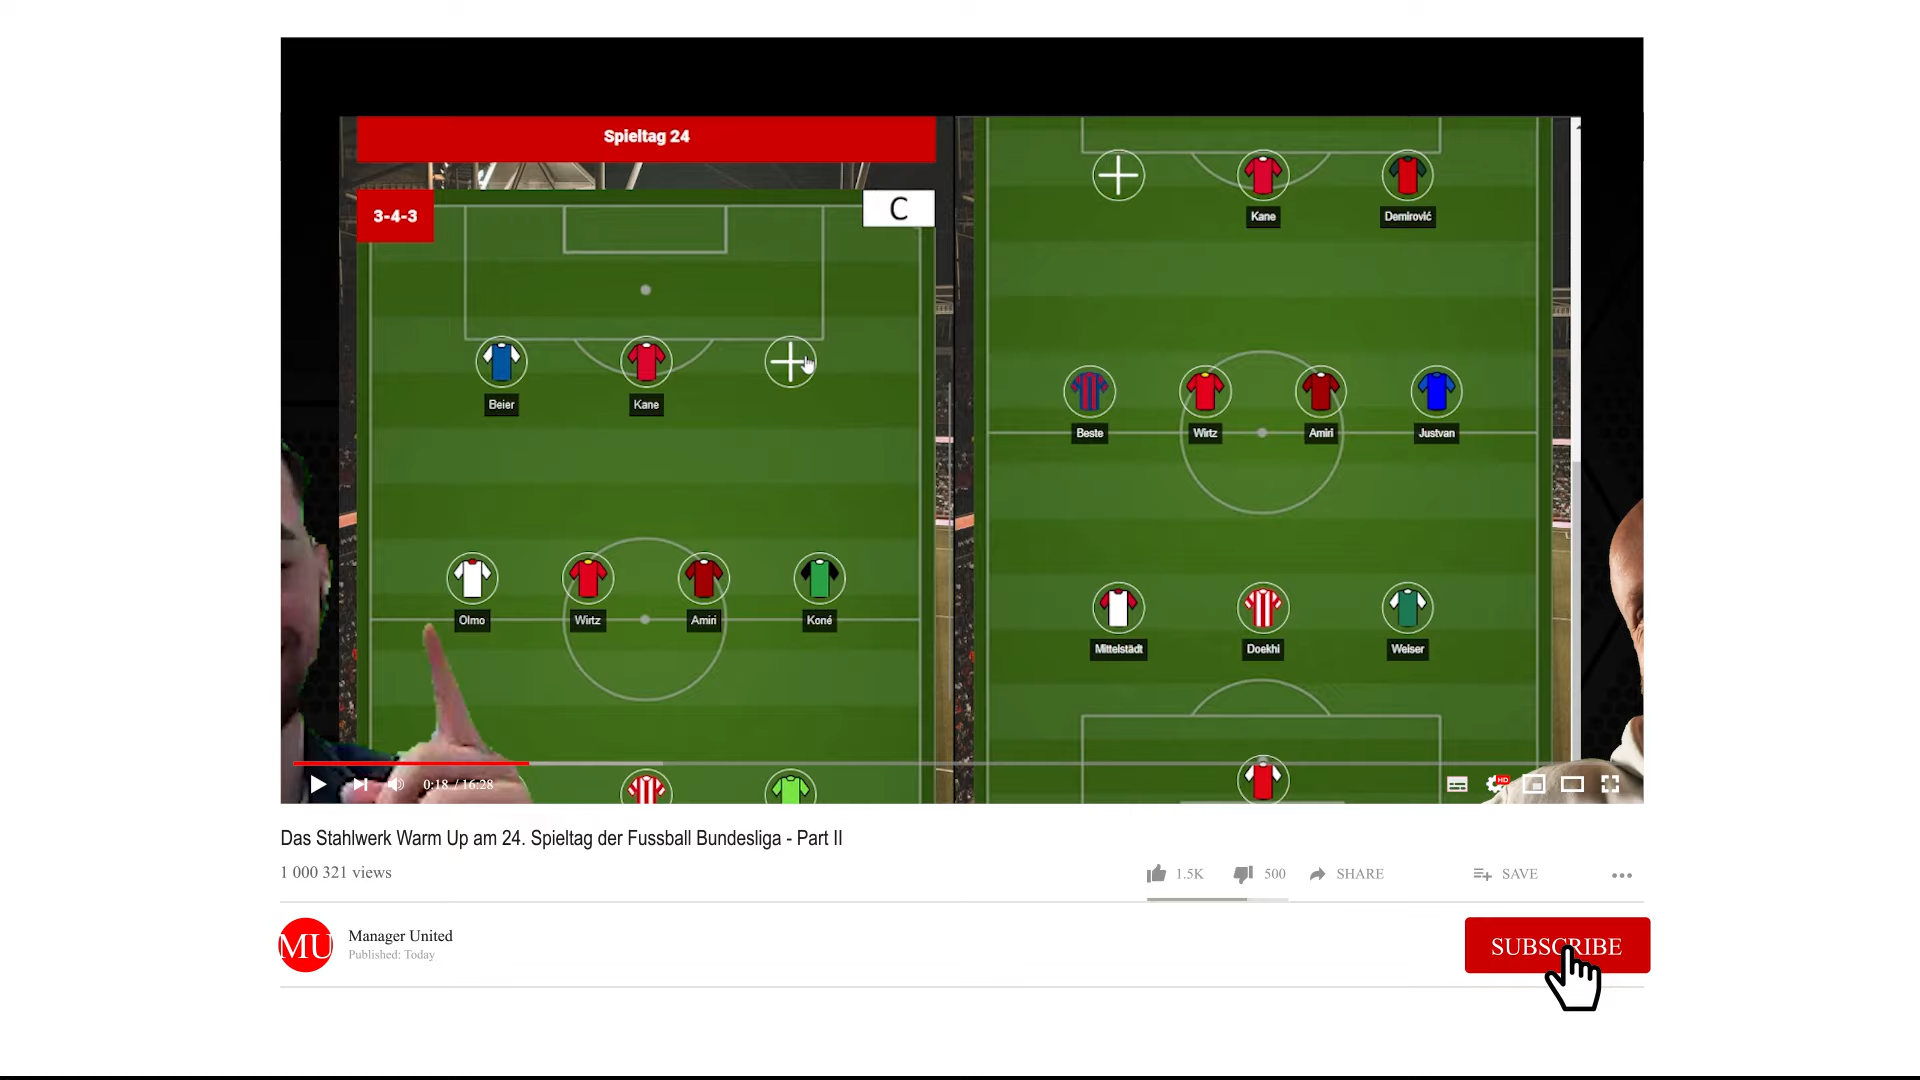 Spieltag 24
3-4-3
C
Beier
Kane
Olmo
Wirtz
Amiri
Koné
Kane
Demirović
Beste
Wirtz
Amiri
Justvan
Mittelstädt
Doekhi
Weiser
0:18 / 16:28
HD
Das Stahlwerk Warm Up am 24. Spieltag der Fussball Bundesliga - Part II
1 000 321 views
1.5K
500
SHARE
SAVE
MU
Manager United
Published: Today
SUBSCRIBE